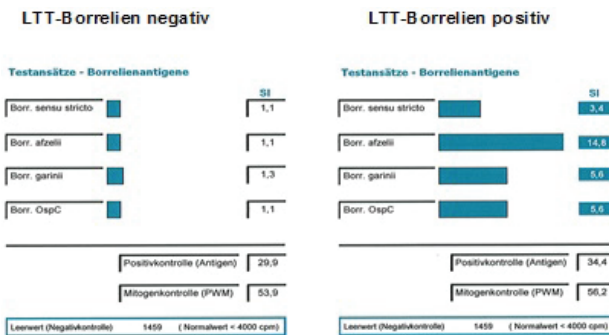 LTT-Borrelien negativ
Testansätze - Borrelienantigene
SI
Borr. sensu stricto 1,1
Borr. afzelii 1,1
Borr. garinii 1,3
Borr. OspC 1,1
Positivkontrolle (Antigen) 29,9
Mitogenkontrolle (PWM) 53,9
Leerwert (Negativkontrolle) 1459 ( Normalwert < 4000 cpm)
LTT-Borrelien positiv
Testansätze - Borrelienantigene
SI
Borr. sensu stricto 3,4
Borr. afzelii 14,8
Borr. garinii 5,6
Borr. OspC 5,6
Positivkontrolle (Antigen) 34,4
Mitogenkontrolle (PWM) 56,2
Leerwert (Negativkontrolle) 1459 ( Normalwert < 4000 cpm)